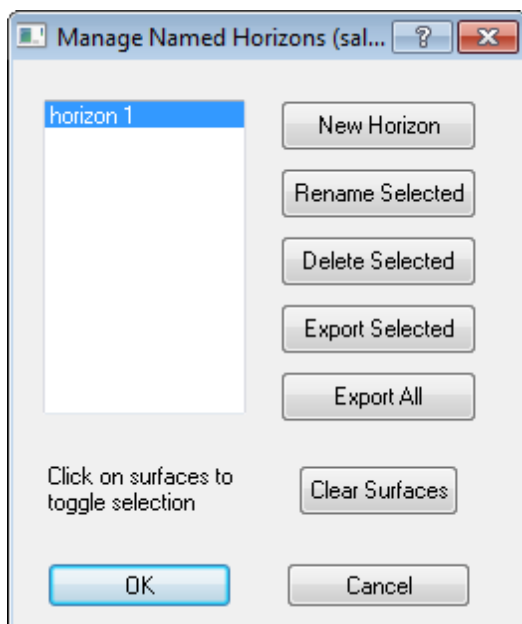 Manage Named Horizons (sal... ?
horizon 1
New Horizon
Rename Selected
Delete Selected
Export Selected
Export All
Click on surfaces to
toggle selection
Clear Surfaces
OK
Cancel